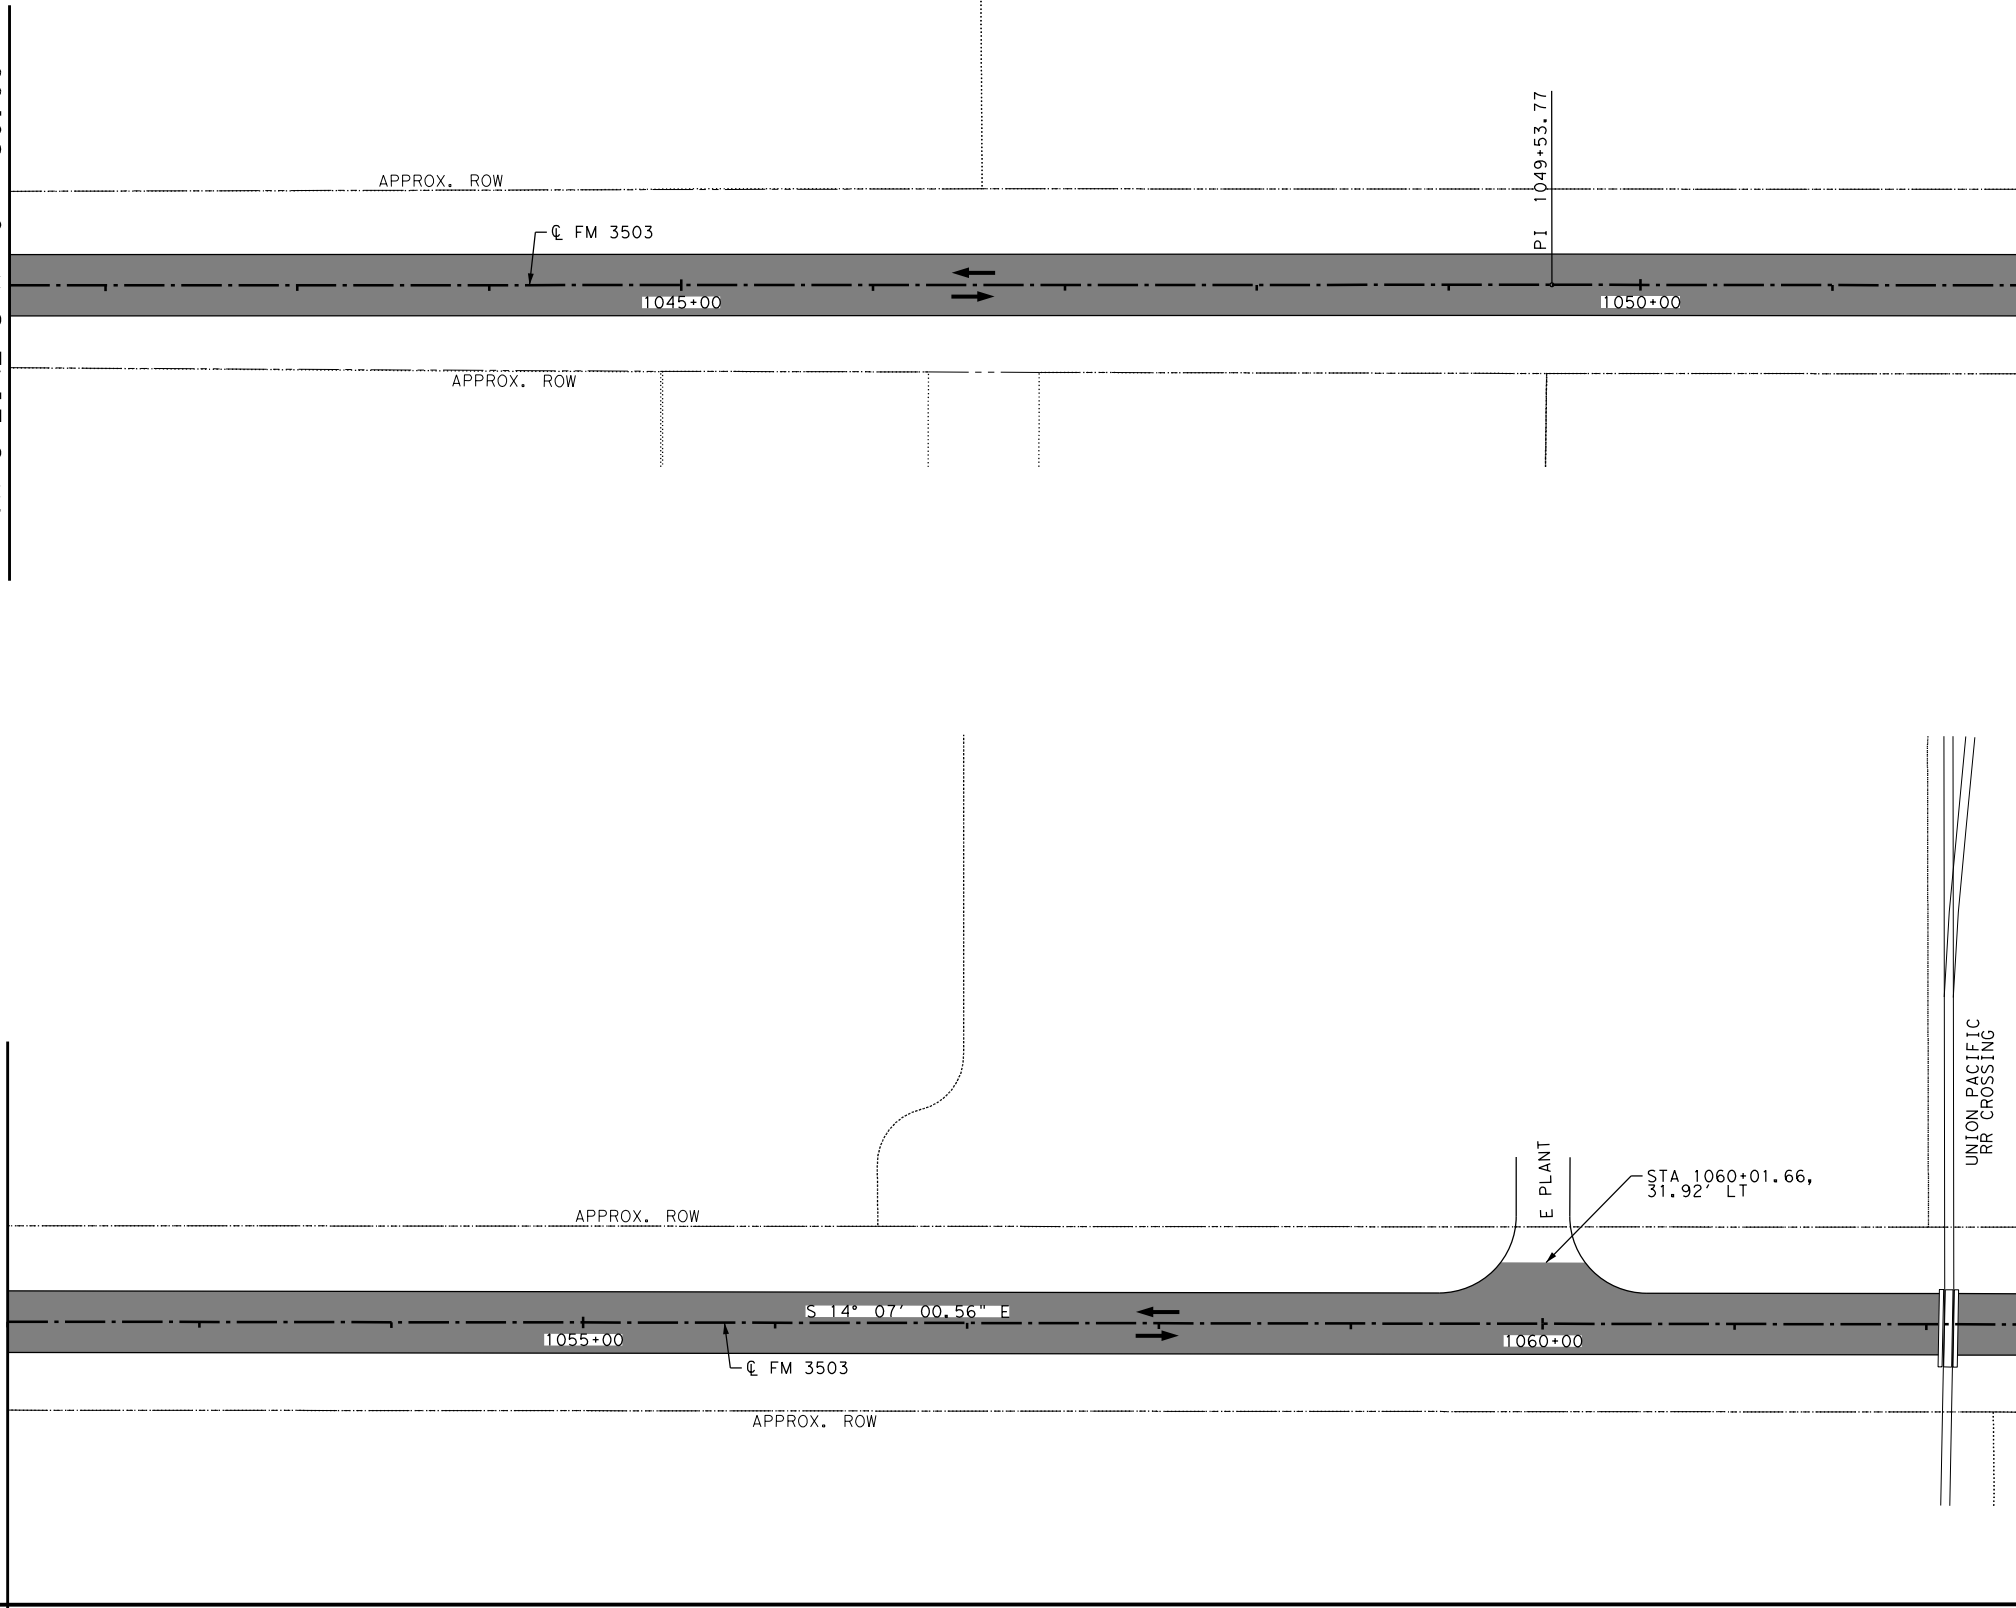 PI 1049+53.77
APPROX. ROW
℄ FM 3503
1045+00
1050+00
APPROX. ROW
UNION PACIFIC
RR CROSSING
E PLANT
STA 1060+01.66,
31.92' LT
APPROX. ROW
S 14° 07' 00.56" E
1055+00
1060+00
℄ FM 3503
APPROX. ROW